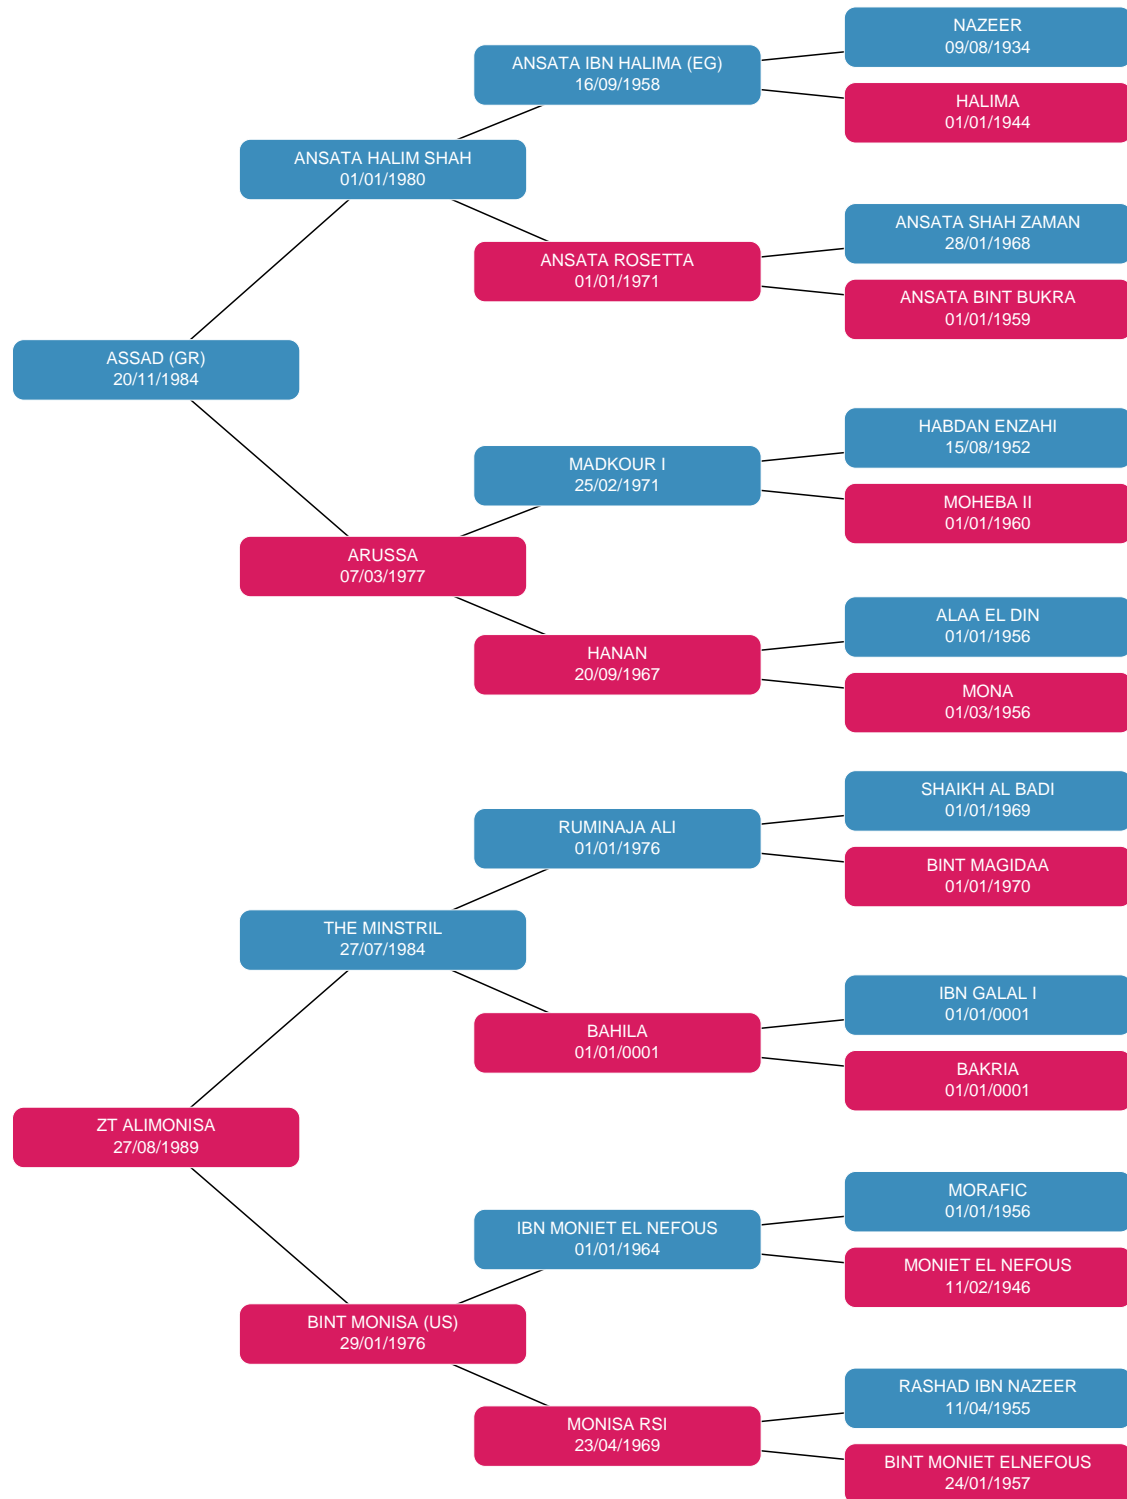 NAZEER
09/08/1934
ANSATA IBN HALIMA (EG)
16/09/1958
HALIMA
01/01/1944
ANSATA HALIM SHAH
01/01/1980
ANSATA SHAH ZAMAN
28/01/1968
ANSATA ROSETTA
01/01/1971
ANSATA BINT BUKRA
01/01/1959
ASSAD (GR)
20/11/1984
HABDAN ENZAHI
15/08/1952
MADKOUR I
25/02/1971
MOHEBA II
01/01/1960
ARUSSA
07/03/1977
ALAA EL DIN
01/01/1956
HANAN
20/09/1967
MONA
01/03/1956
SHAIKH AL BADI
01/01/1969
RUMINAJA ALI
01/01/1976
BINT MAGIDAA
01/01/1970
THE MINSTRIL
27/07/1984
IBN GALAL I
01/01/0001
BAHILA
01/01/0001
BAKRIA
01/01/0001
ZT ALIMONISA
27/08/1989
MORAFIC
01/01/1956
IBN MONIET EL NEFOUS
01/01/1964
MONIET EL NEFOUS
11/02/1946
BINT MONISA (US)
29/01/1976
RASHAD IBN NAZEER
11/04/1955
MONISA RSI
23/04/1969
BINT MONIET ELNEFOUS
24/01/1957